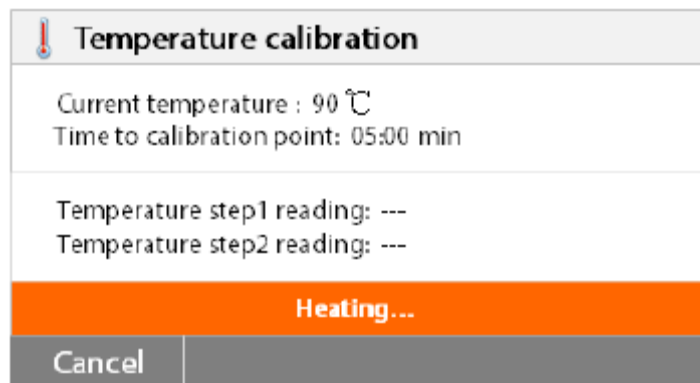 Temperature calibration
Current temperature : 90 ℃
Time to calibration point: 05:00 min
Temperature step1 reading: ---
Temperature step2 reading: ---
Heating...
Cancel